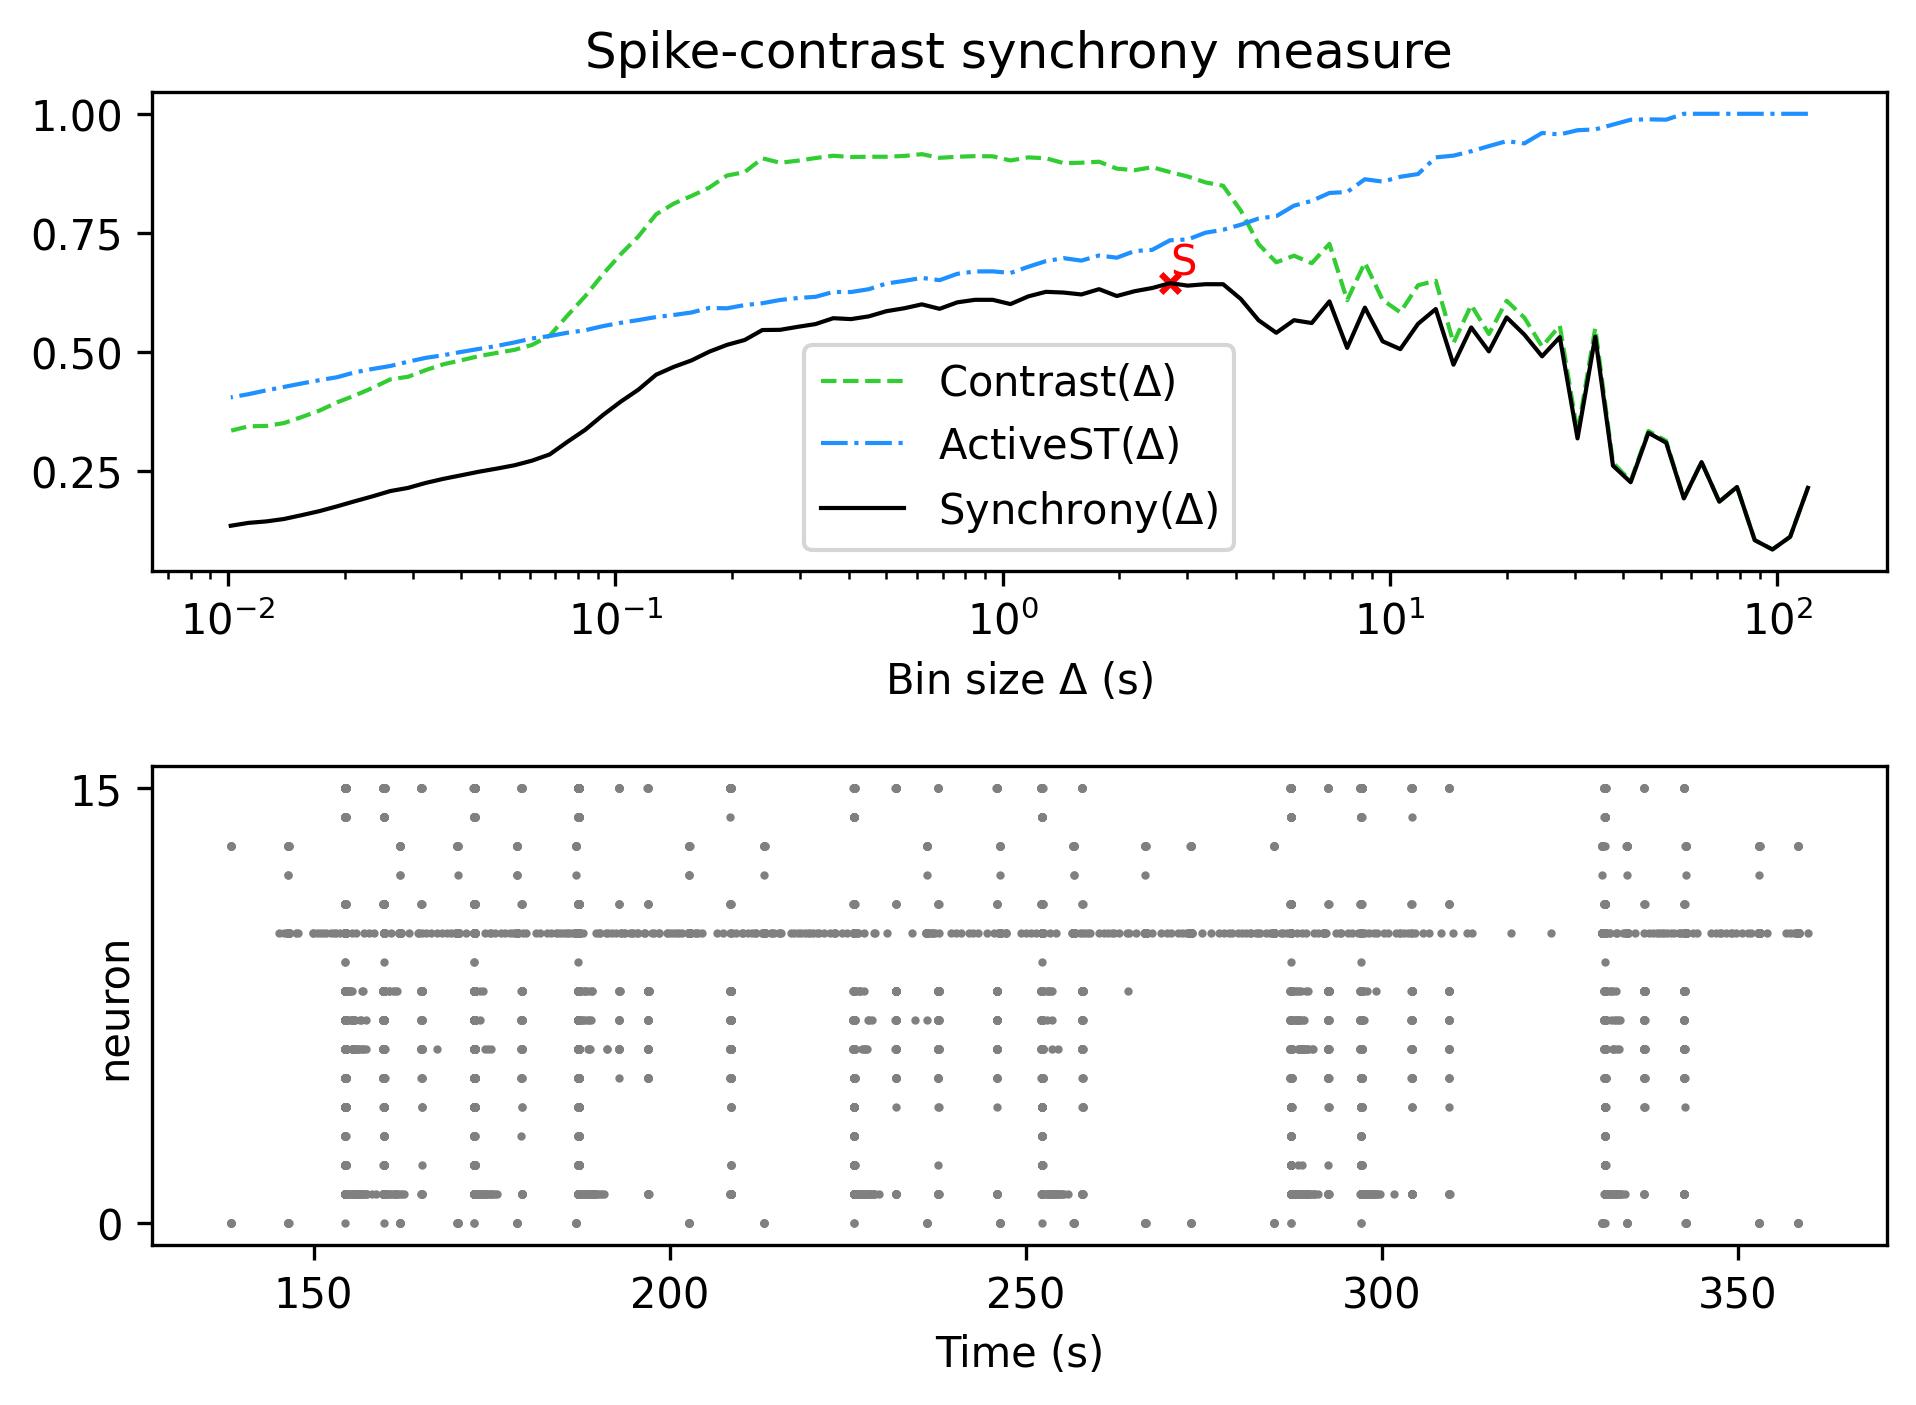 Spike-contrast synchrony measure
1.00
0.75
0.50
0.25
S
Contrast(Δ)
ActiveST(Δ)
Synchrony(Δ)
10⁻² 10⁻¹ 10⁰ 10¹ 10²
Bin size Δ (s)
15
neuron
0
150 200 250 300 350
Time (s)